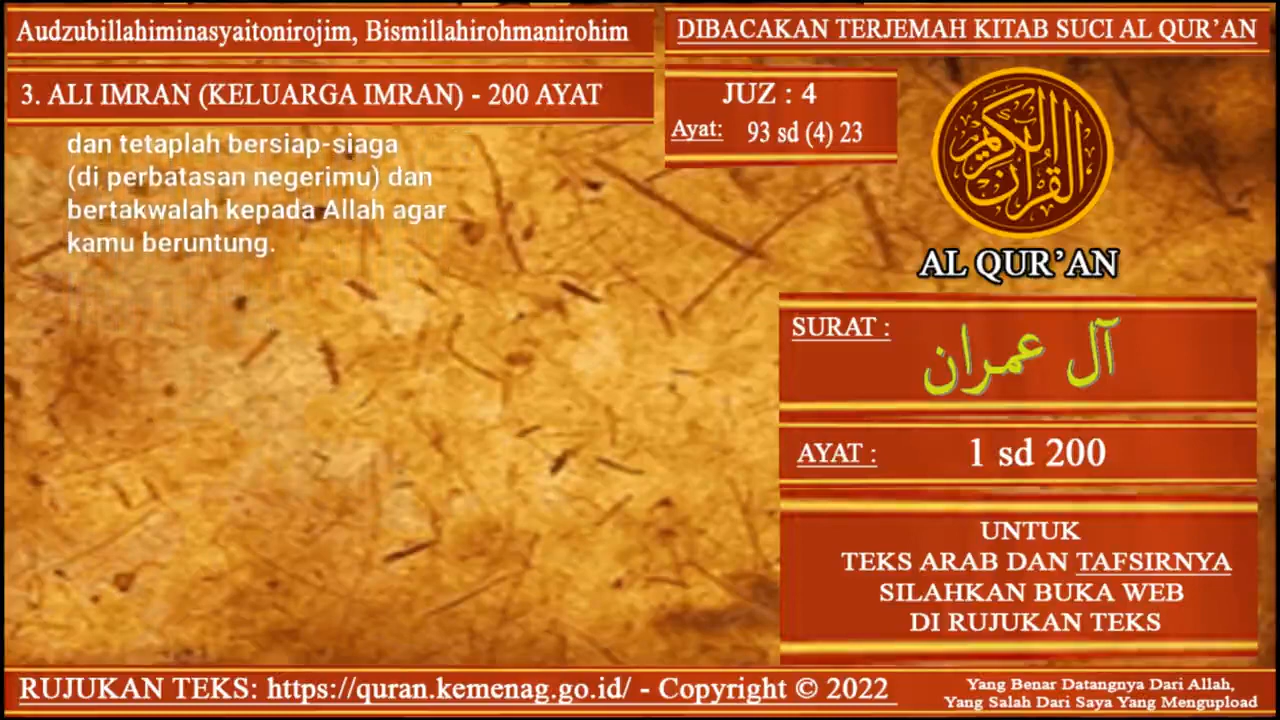 Audzubillahiminasyaitonirojim, Bismillahirohmanirohim
3. ALI IMRAN (KELUARGA IMRAN) - 200 AYAT
dan tetaplah bersiap-siaga
(di perbatasan negerimu) dan
bertakwalah kepada Allah agar
kamu beruntung.
DIBACAKAN TERJEMAH KITAB SUCI AL QUR’AN
JUZ : 4
Ayat: 93 sd (4) 23
القرآن الكريم
AL QUR’AN
SURAT : آل عمران
AYAT : 1 sd 200
UNTUK
TEKS ARAB DAN TAFSIRNYA
SILAHKAN BUKA WEB
DI RUJUKAN TEKS
RUJUKAN TEKS: https://quran.kemenag.go.id/ - Copyright © 2022
Yang Benar Datangnya Dari Allah,
Yang Salah Dari Saya Yang Mengupload